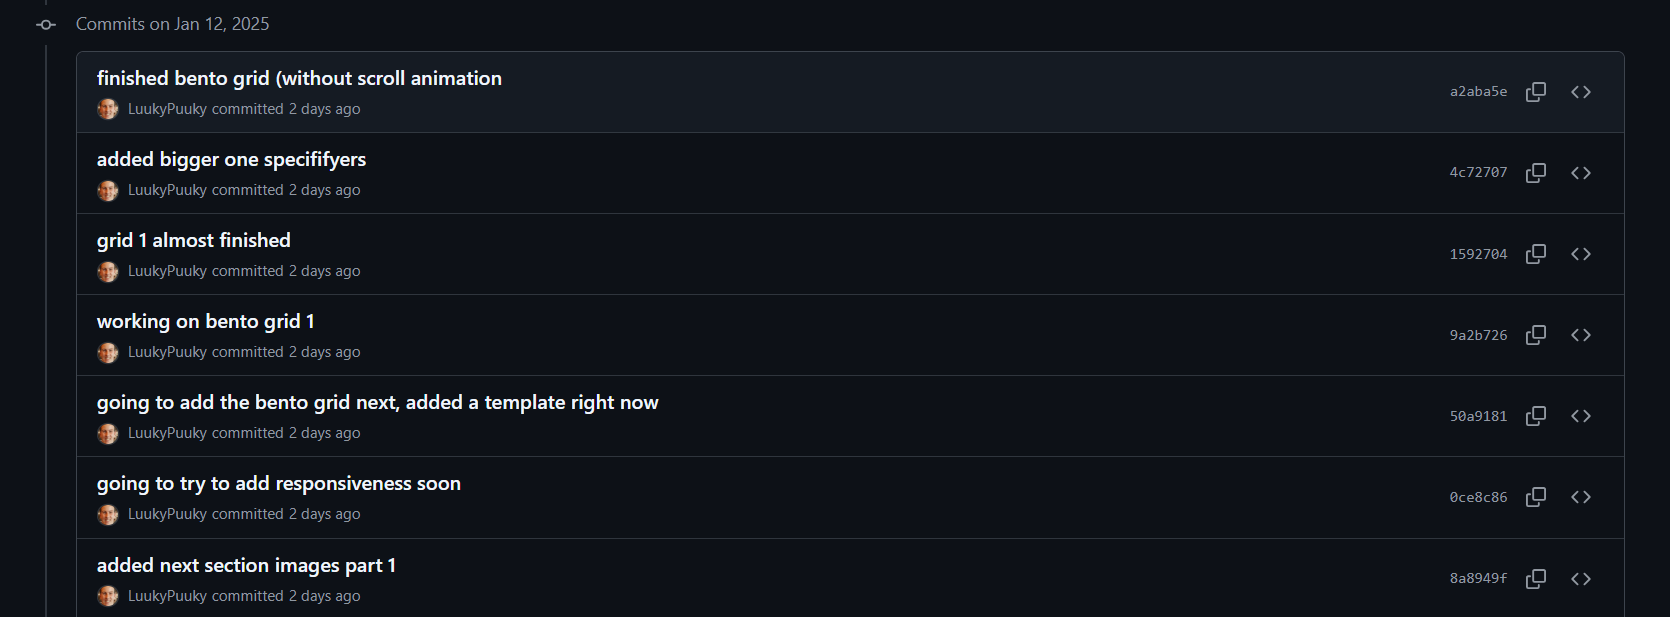 Commits on Jan 12, 2025
finished bento grid (without scroll animation
LuukyPuuky committed 2 days ago
a2aba5e
added bigger one specififyers
LuukyPuuky committed 2 days ago
4c72707
grid 1 almost finished
LuukyPuuky committed 2 days ago
1592704
working on bento grid 1
LuukyPuuky committed 2 days ago
9a2b726
going to add the bento grid next, added a template right now
LuukyPuuky committed 2 days ago
50a9181
going to try to add responsiveness soon
LuukyPuuky committed 2 days ago
0ce8c86
added next section images part 1
LuukyPuuky committed 2 days ago
8a8949f